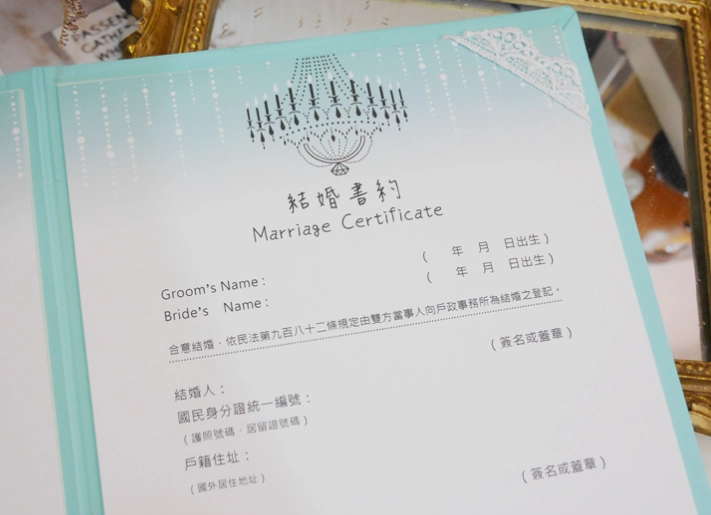 ASSEN
GATHE
結婚書約
Marriage Certificate
Groom's Name： （ 年 月 日出生）
Bride's Name： （ 年 月 日出生）
合意結婚，依民法第九百八十二條規定由雙方當事人向戶政事務所為結婚之登記。
（簽名或蓋章）
結婚人：
國民身分證統一編號：
（護照號碼、居留證號碼）
戶籍住址：
（國外居住地址）
（簽名或蓋章）